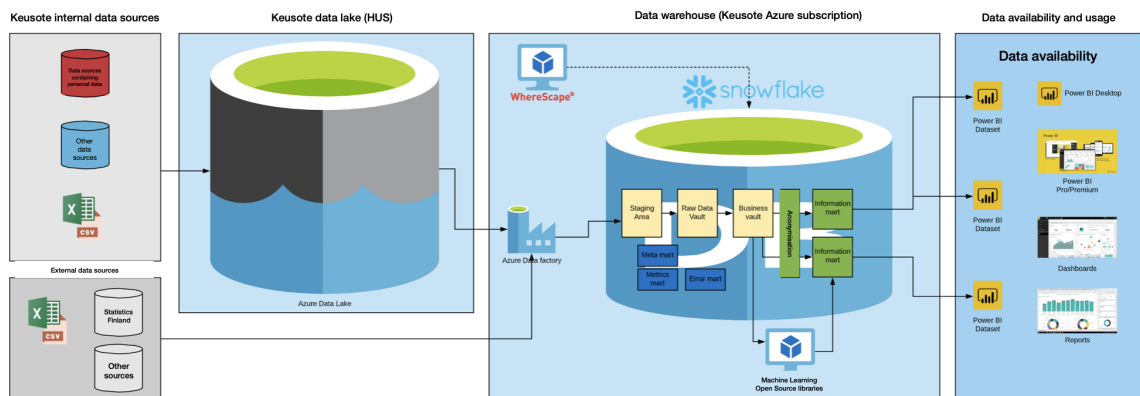 Keusote internal data sources
Data sources
containing
personal data
Other
data
sources
X
csv
External data sources
X
csv
Statistics
Finland
Other
sources
Keusote data lake (HUS)
Azure Data Lake
Azure Data factory
Data warehouse (Keusote Azure subscription)
WhereScape®
snowflake
Staging
Area
Raw Data
Vault
Business
vault
Anonymisation
Information
mart
Information
mart
Meta mart
Metrics
mart
Error mart
DB
Machine Learning
Open Source libraries
Data availability and usage
Data availability
Power BI
Dataset
Power BI Desktop
Power BI
Power BI
Pro/Premium
Power BI
Dataset
Dashboards
Power BI
Dataset
Reports